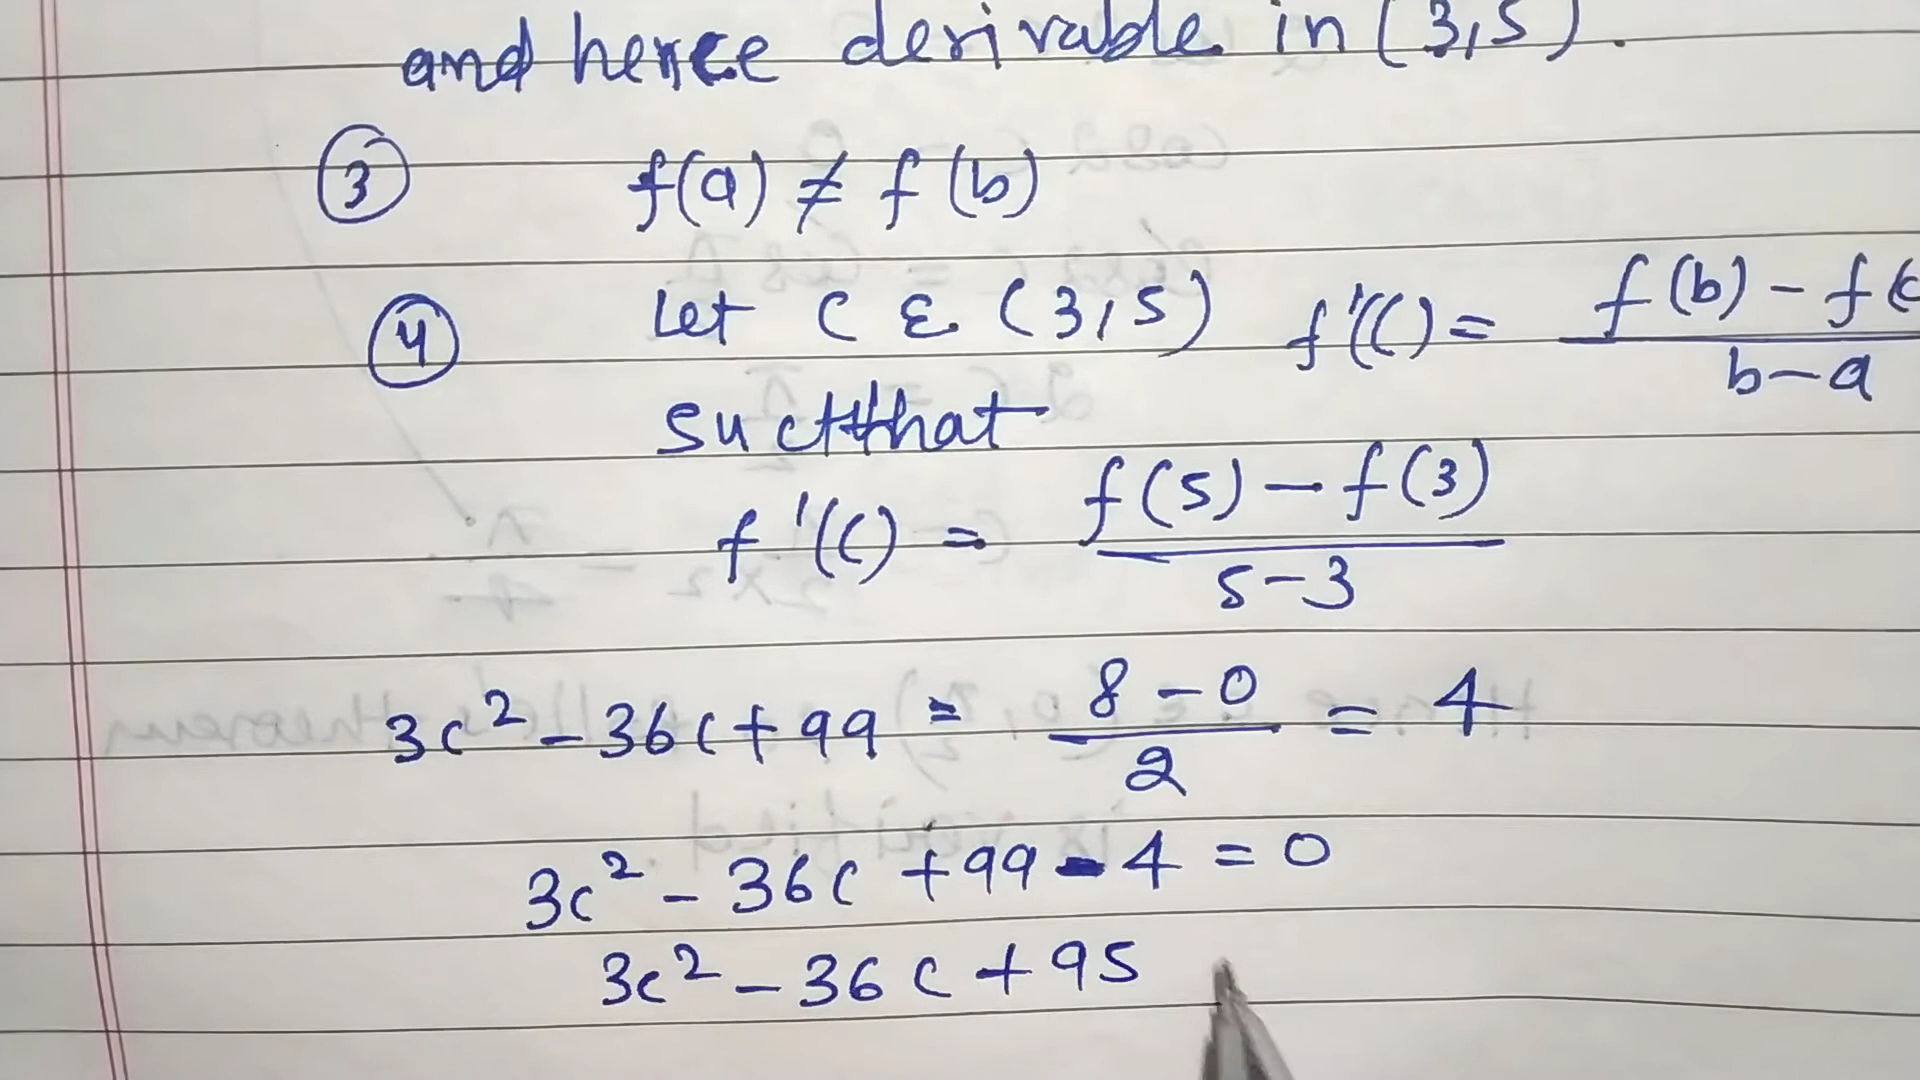 and hence derivable in (3,5).
③ f(a) ≠ f(b)
④ Let C ε (3,5) f'(c) = f(b) - f( / b-a
such that
f'(c) = f(5) - f(3) / 5-3
3c² - 36c + 99 = 8-0 / 2 = 4
3c² - 36c + 99 - 4 = 0
3c² - 36c + 95